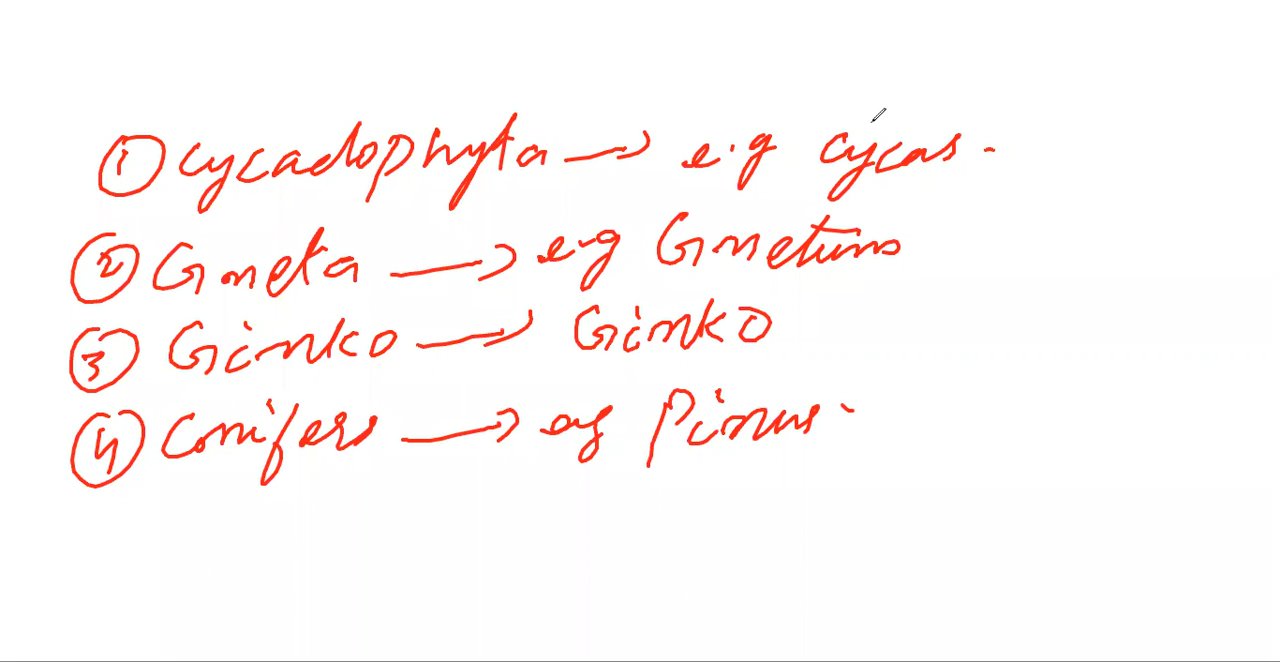 ① Cycadophyta → e.g Cycas.
② Gneta → e.g Gnetum
③ Ginko → Ginko
④ Conifers → eg Pinus.